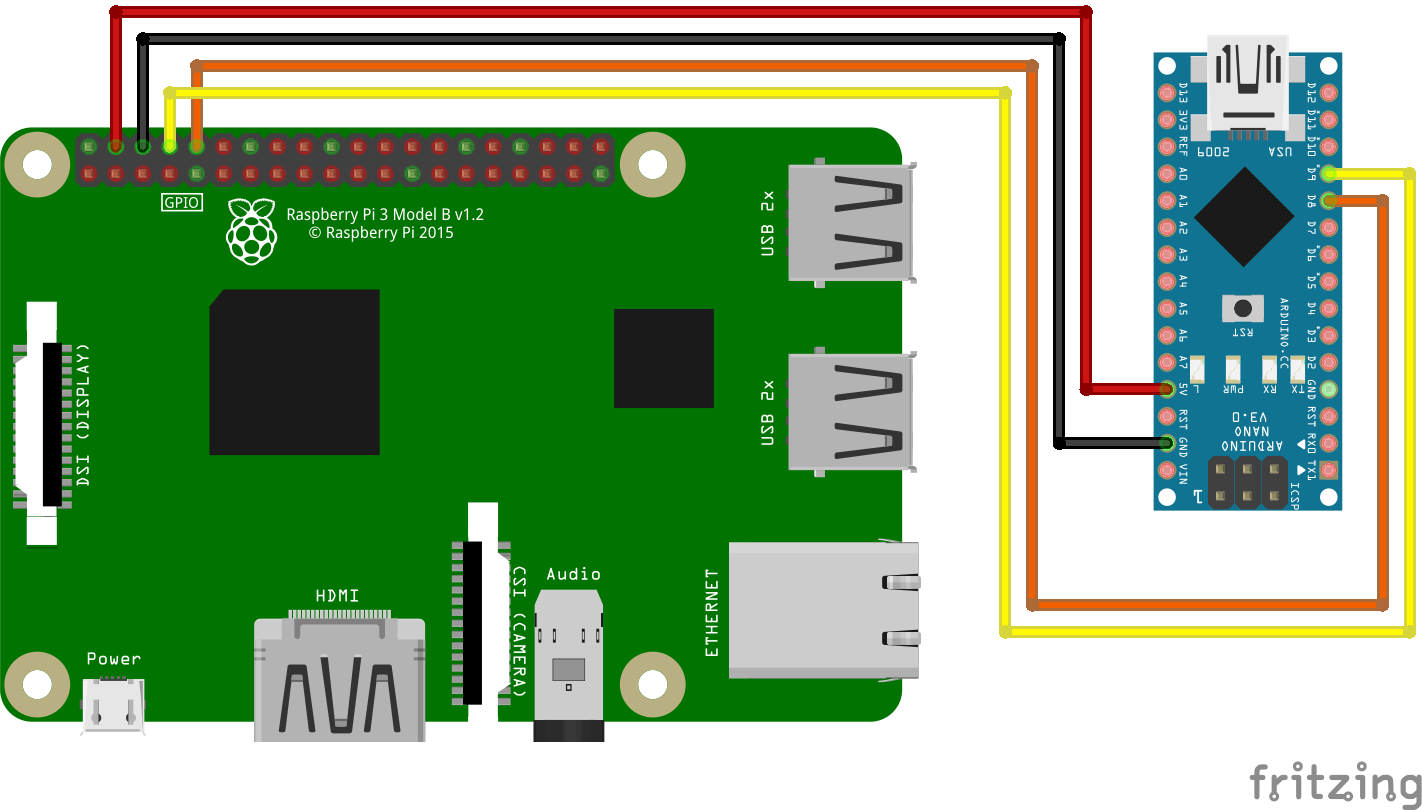 GPIO
Raspberry Pi 3 Model B v1.2
© Raspberry Pi 2015
USB 2x
USB 2x
ETHERNET
DSI (DISPLAY)
CSI (CAMERA)
Audio
HDMI
Power
D13
3V3
REF
A0
A1
A2
A3
A4
A5
A6
A7
5V
RST
GND
VIN
D12
D11
D10
D9
D8
D7
D6
D5
D4
D3
D2
GND
RST
RX0
TX1
USA
2009
RST
ARDUINO.CC
TX
RX
PWR
L
ARDUINO
NANO
V3.0
ICSP
1
fritzing